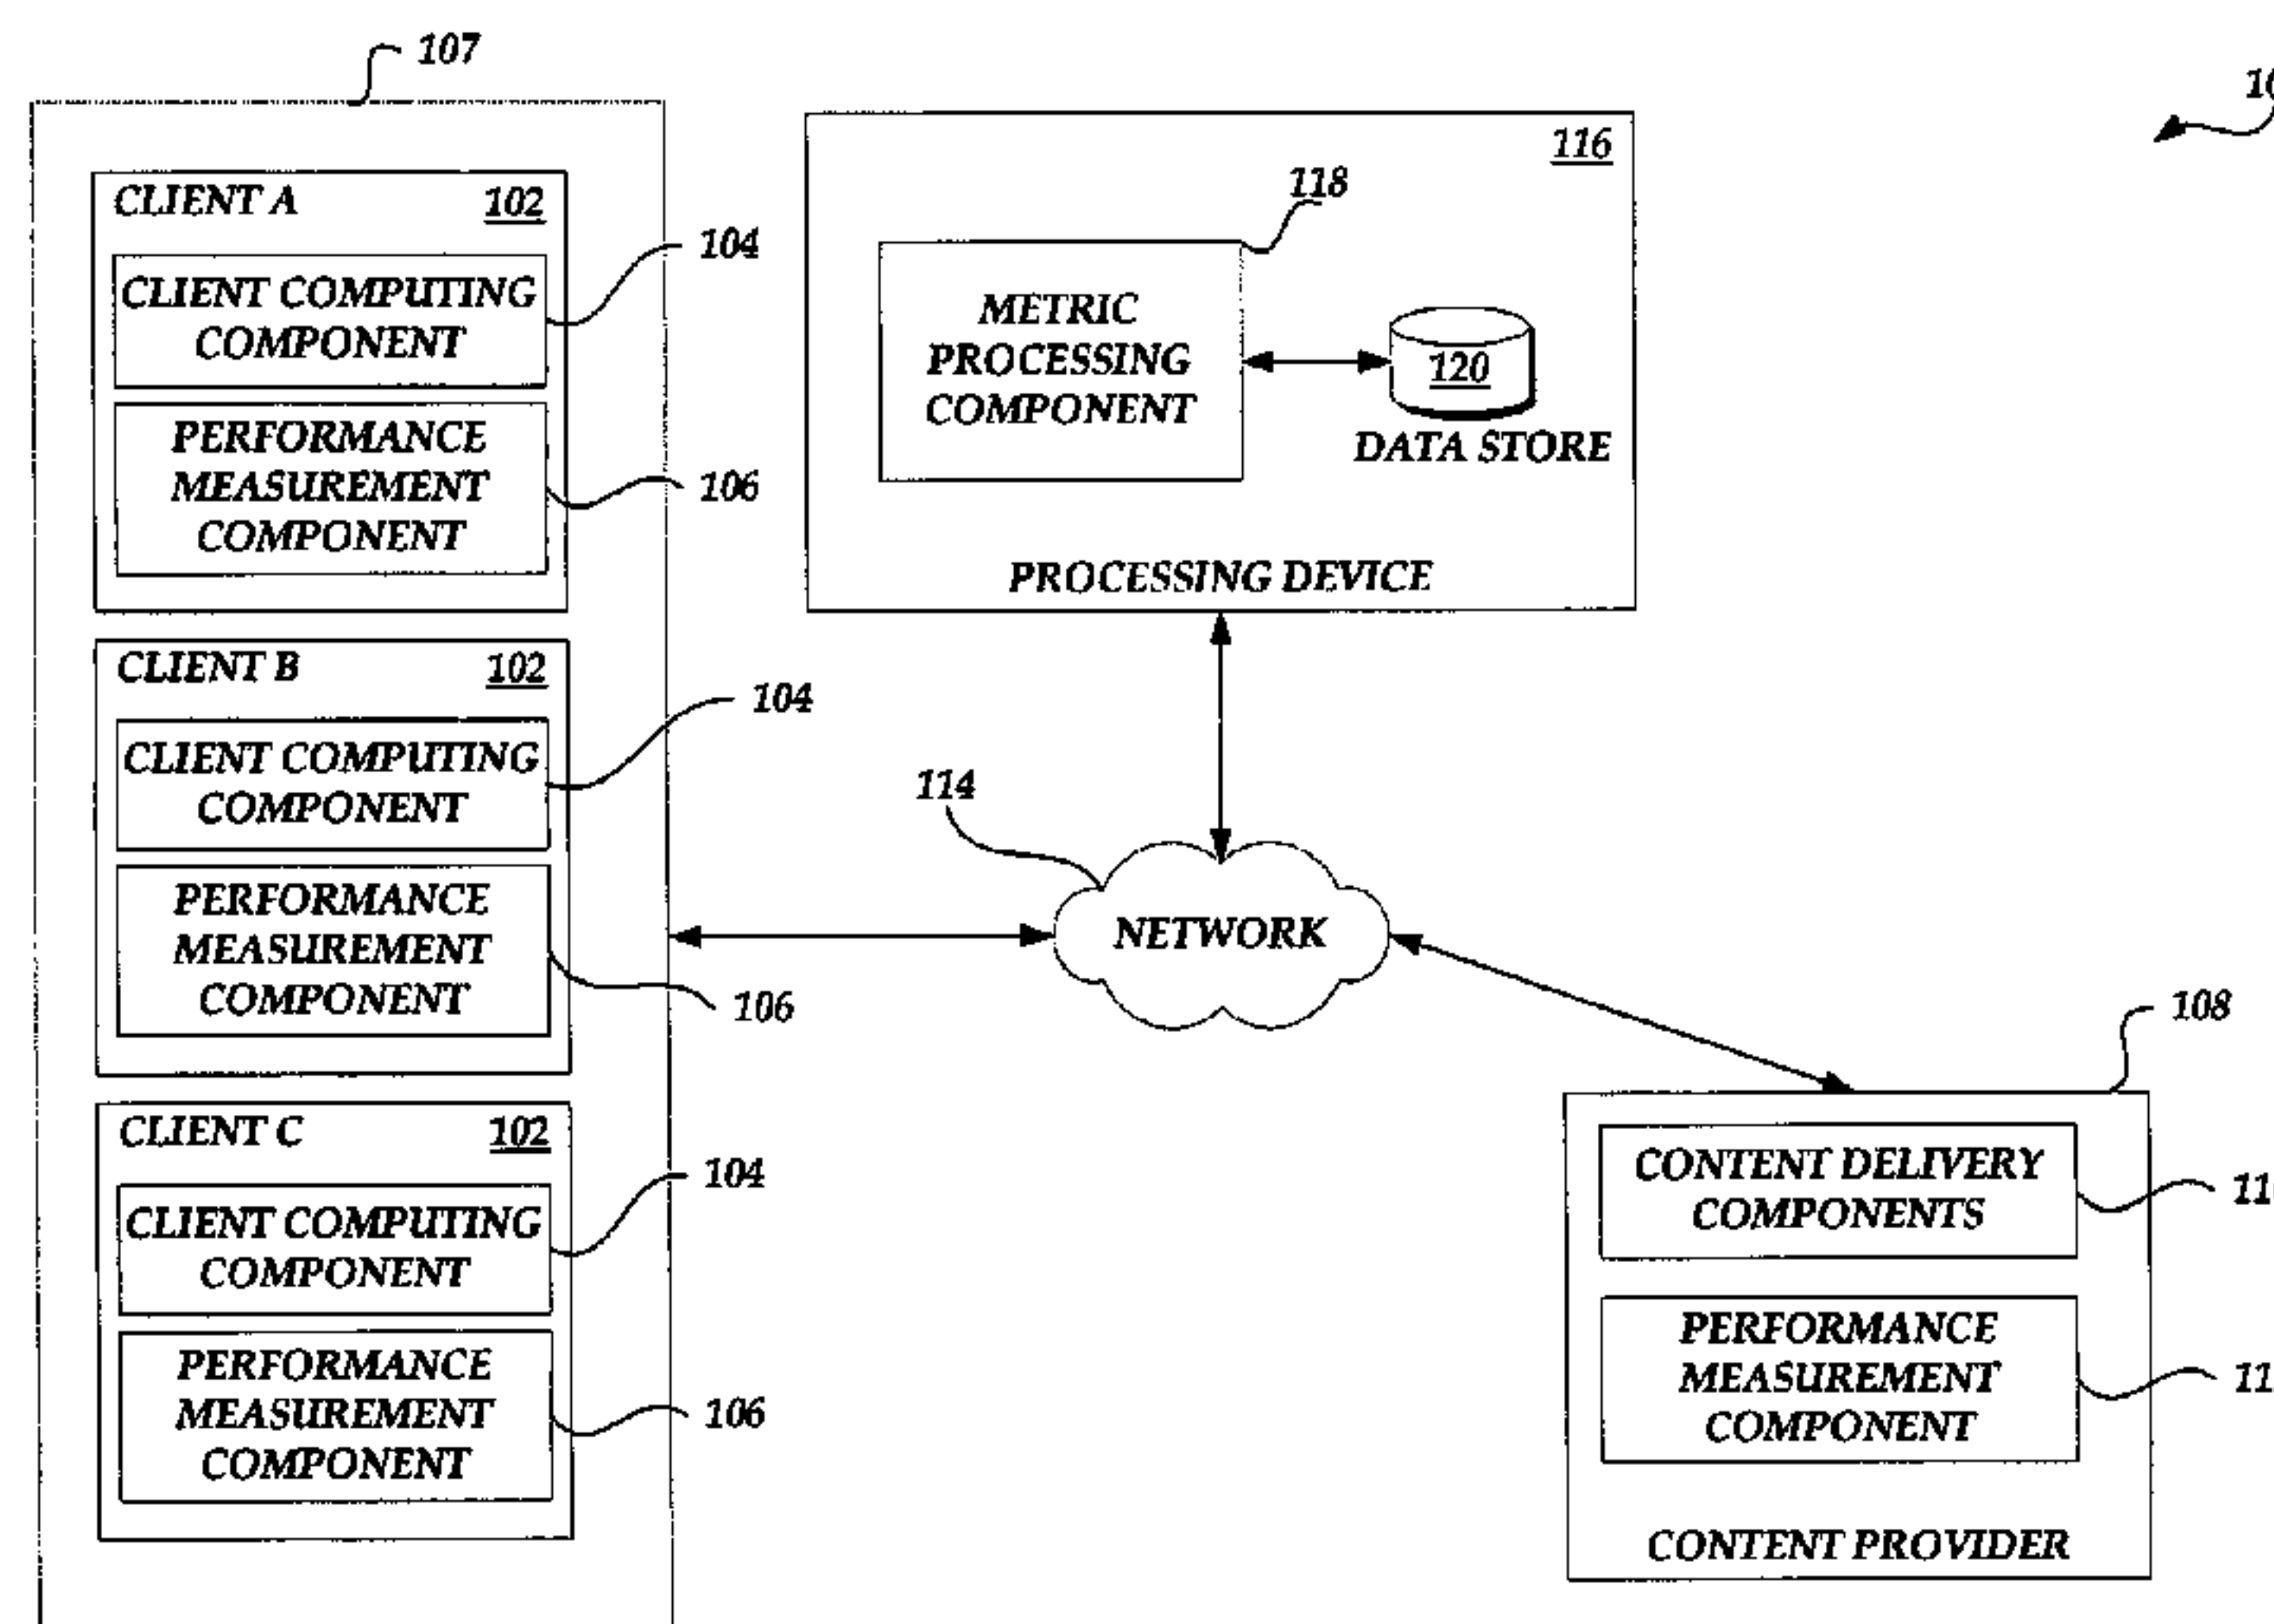 107
CLIENT A 102
104
CLIENT COMPUTING
COMPONENT
PERFORMANCE
MEASUREMENT
COMPONENT
106
CLIENT B 102
104
CLIENT COMPUTING
COMPONENT
PERFORMANCE
MEASUREMENT
COMPONENT
106
CLIENT C 102
104
CLIENT COMPUTING
COMPONENT
PERFORMANCE
MEASUREMENT
COMPONENT
106
116
118
METRIC
PROCESSING
COMPONENT
120
DATA STORE
PROCESSING DEVICE
114
NETWORK
108
CONTENT DELIVERY
COMPONENTS
PERFORMANCE
MEASUREMENT
COMPONENT
CONTENT PROVIDER